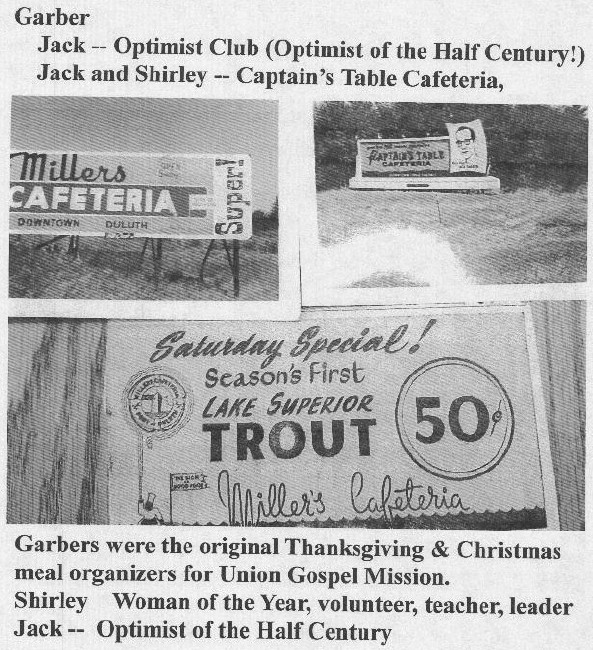 Garber
Jack -- Optimist Club (Optimist of the Half Century!)
Jack and Shirley -- Captain's Table Cafeteria,
Millers
CAFETERIA
DOWNTOWN DULUTH
Super!
CAPTAIN'S TABLE
CAFETERIA
Saturday Special!
Season's First
LAKE SUPERIOR
TROUT
50¢
Miller's Cafeteria
Garbers were the original Thanksgiving & Christmas
meal organizers for Union Gospel Mission.
Shirley Woman of the Year, volunteer, teacher, leader
Jack -- Optimist of the Half Century